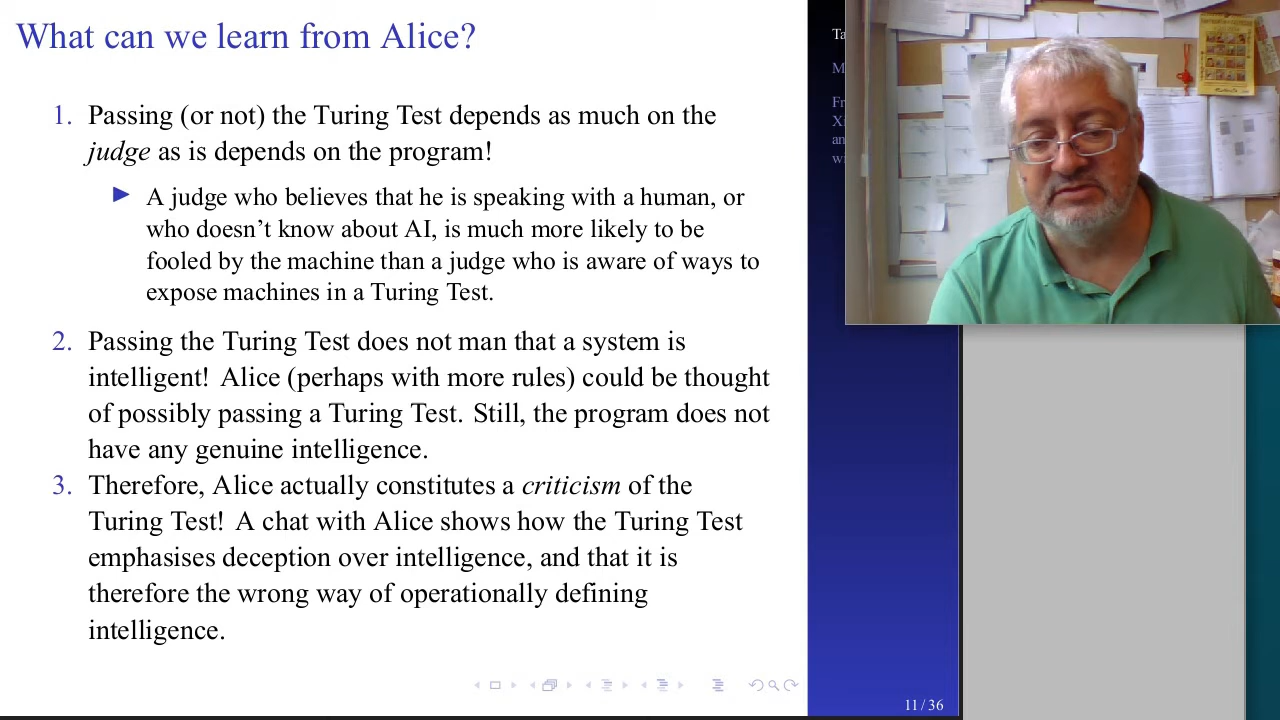 What can we learn from Alice?
1. Passing (or not) the Turing Test depends as much on the
judge as is depends on the program!
A judge who believes that he is speaking with a human, or
who doesn't know about AI, is much more likely to be
fooled by the machine than a judge who is aware of ways to
expose machines in a Turing Test.
2. Passing the Turing Test does not man that a system is
intelligent! Alice (perhaps with more rules) could be thought
of possibly passing a Turing Test. Still, the program does not
have any genuine intelligence.
3. Therefore, Alice actually constitutes a criticism of the
Turing Test! A chat with Alice shows how the Turing Test
emphasises deception over intelligence, and that it is
therefore the wrong way of operationally defining
intelligence.
11 / 36